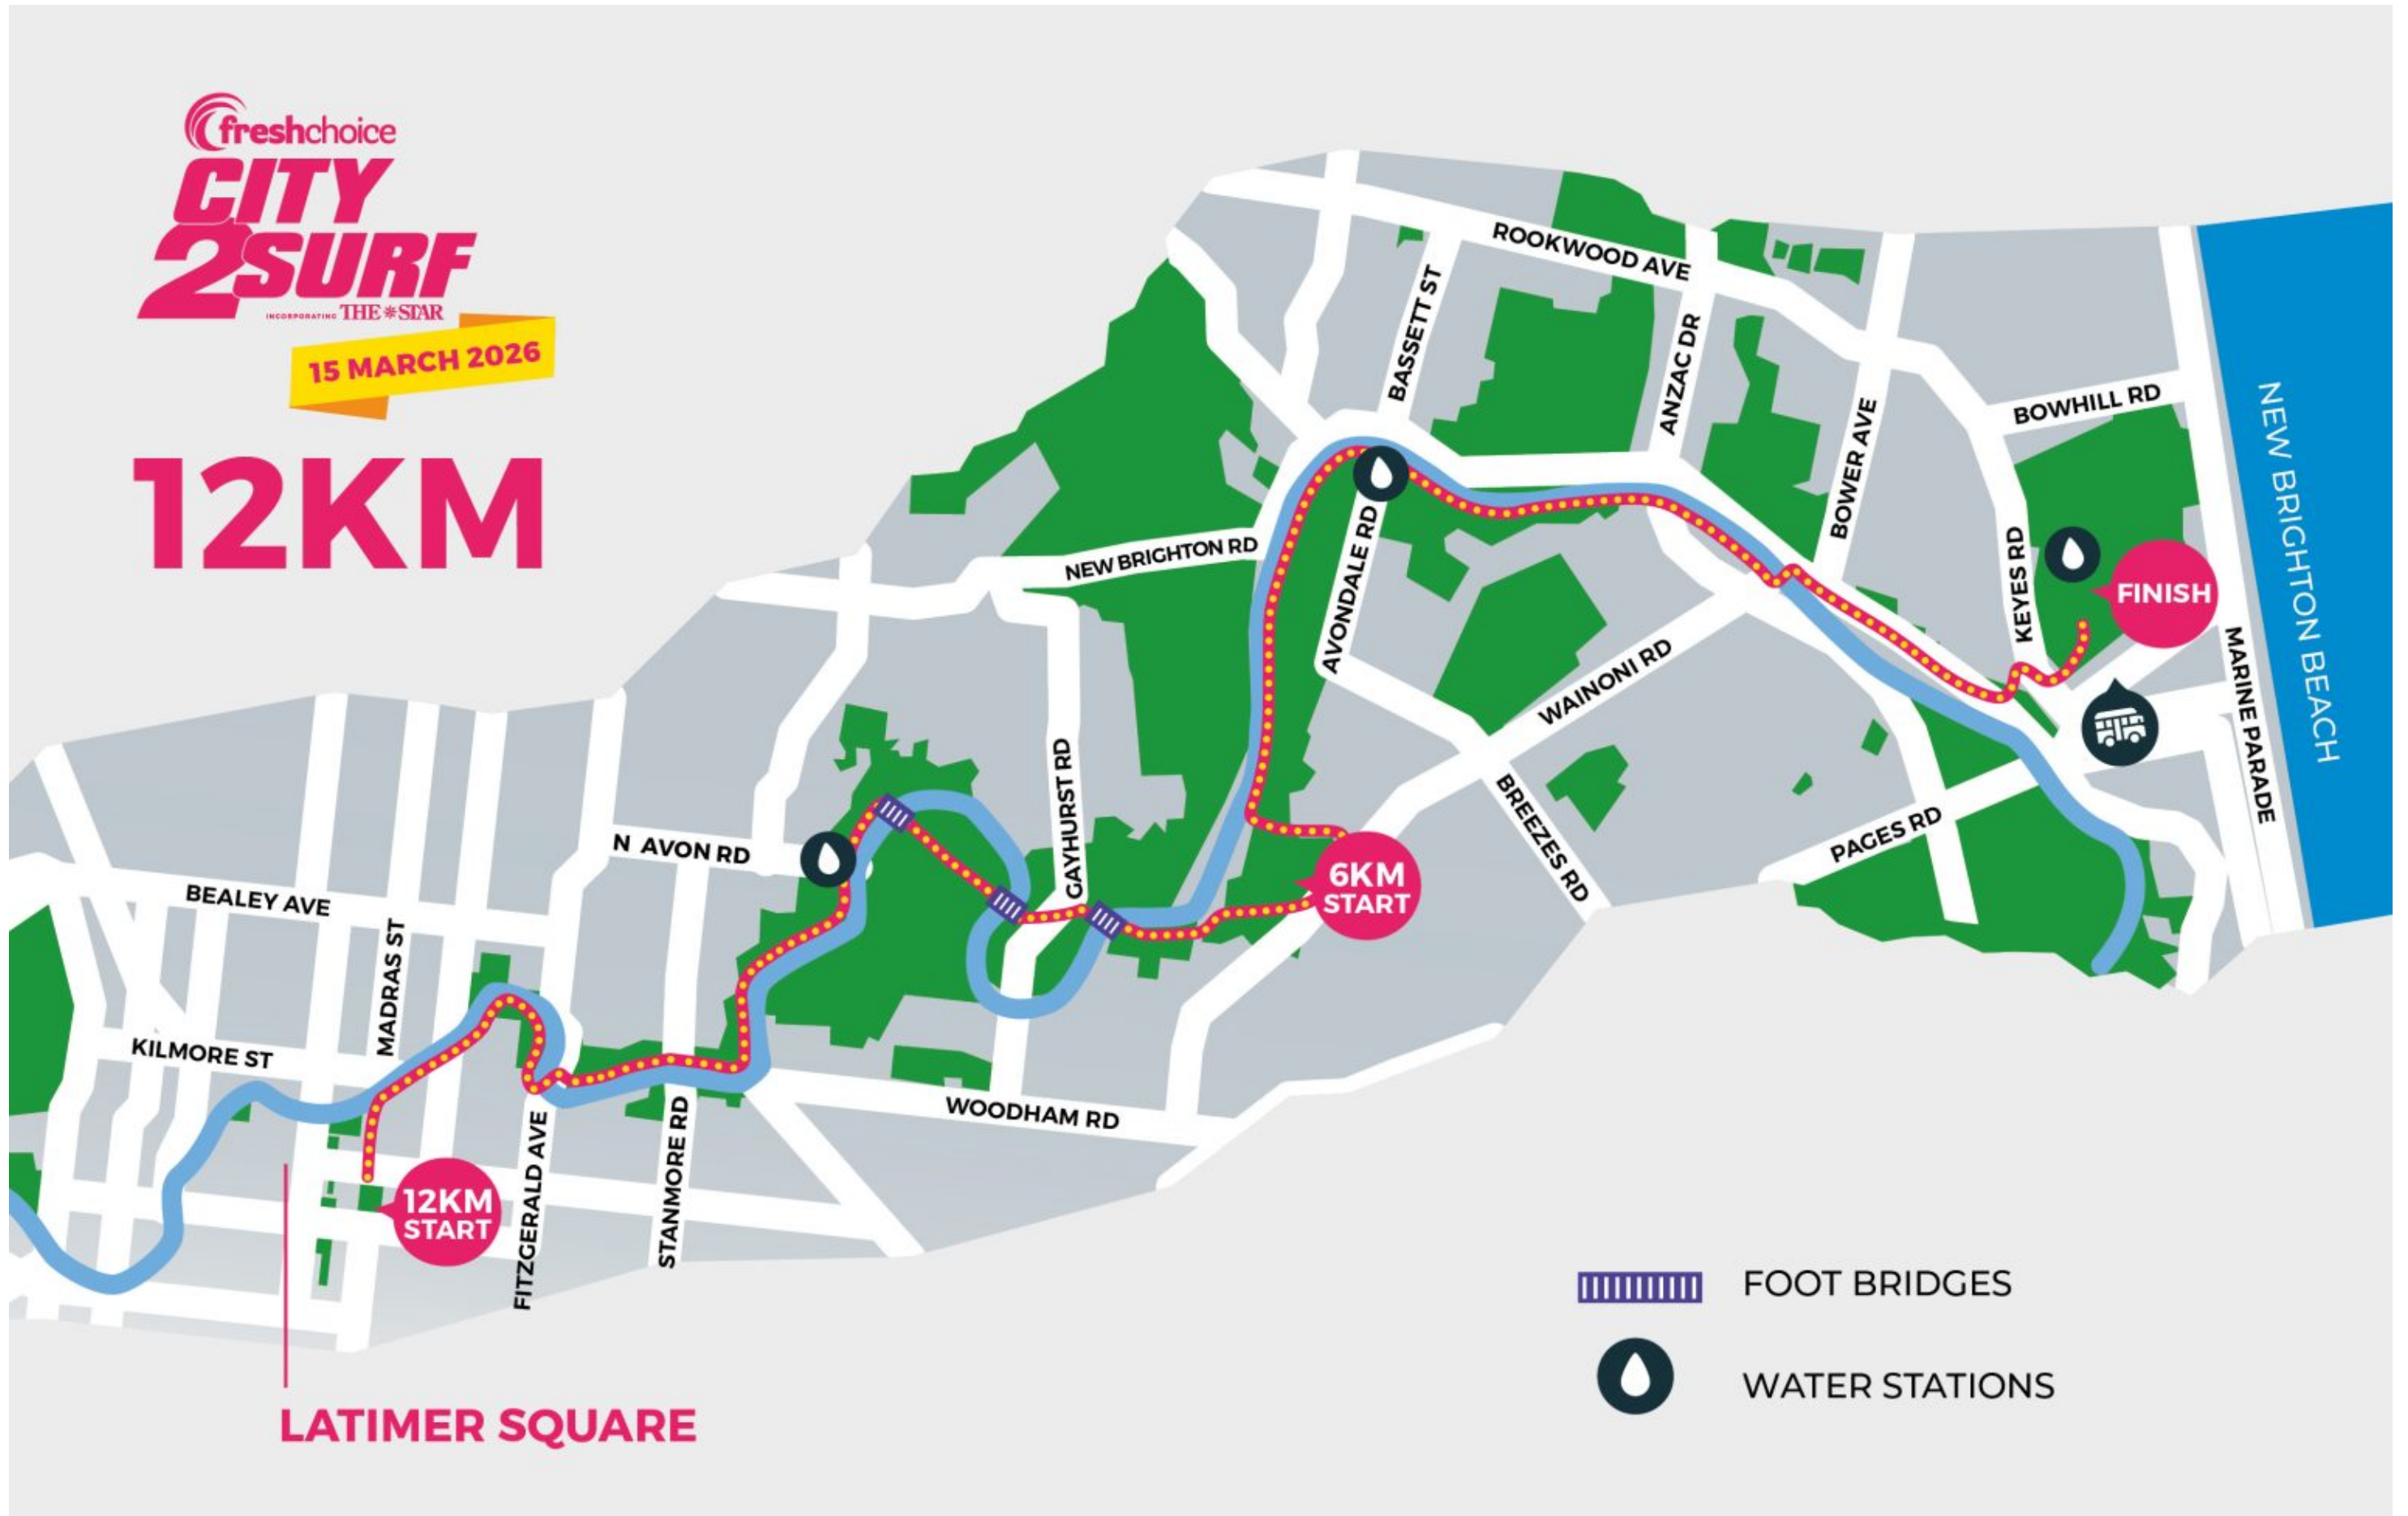 freshchoice
CITY
2SURF
INCORPORATING THE STAR
15 MARCH 2026
12KM
ROOKWOOD AVE
BASSETT ST
ANZAC DR
BOWER AVE
BOWHILL RD
NEW BRIGHTON BEACH
NEW BRIGHTON RD
AVONDALE RD
KEYES RD
FINISH
MARINE PARADE
WAINONI RD
GAYHURST RD
BREEZES RD
PAGES RD
N AVON RD
6KM
START
BEALEY AVE
MADRAS ST
KILMORE ST
WOODHAM RD
FITZGERALD AVE
STANMORE RD
12KM
START
LATIMER SQUARE
FOOT BRIDGES
WATER STATIONS